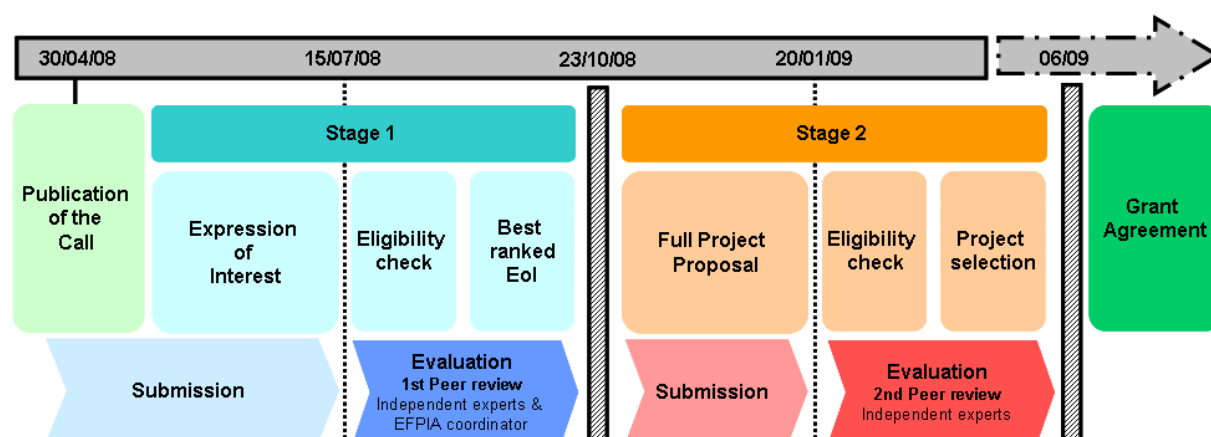 30/04/08 15/07/08 23/10/08 20/01/09 06/09
Publication
of the
Call
Stage 1
Expression
of
Interest
Eligibility
check
Best
ranked
EoI
Stage 2
Full Project
Proposal
Eligibility
check
Project
selection
Grant
Agreement
Submission
Evaluation
1st Peer review
Independent experts &
EFPIA coordinator
Submission
Evaluation
2nd Peer review
Independent experts